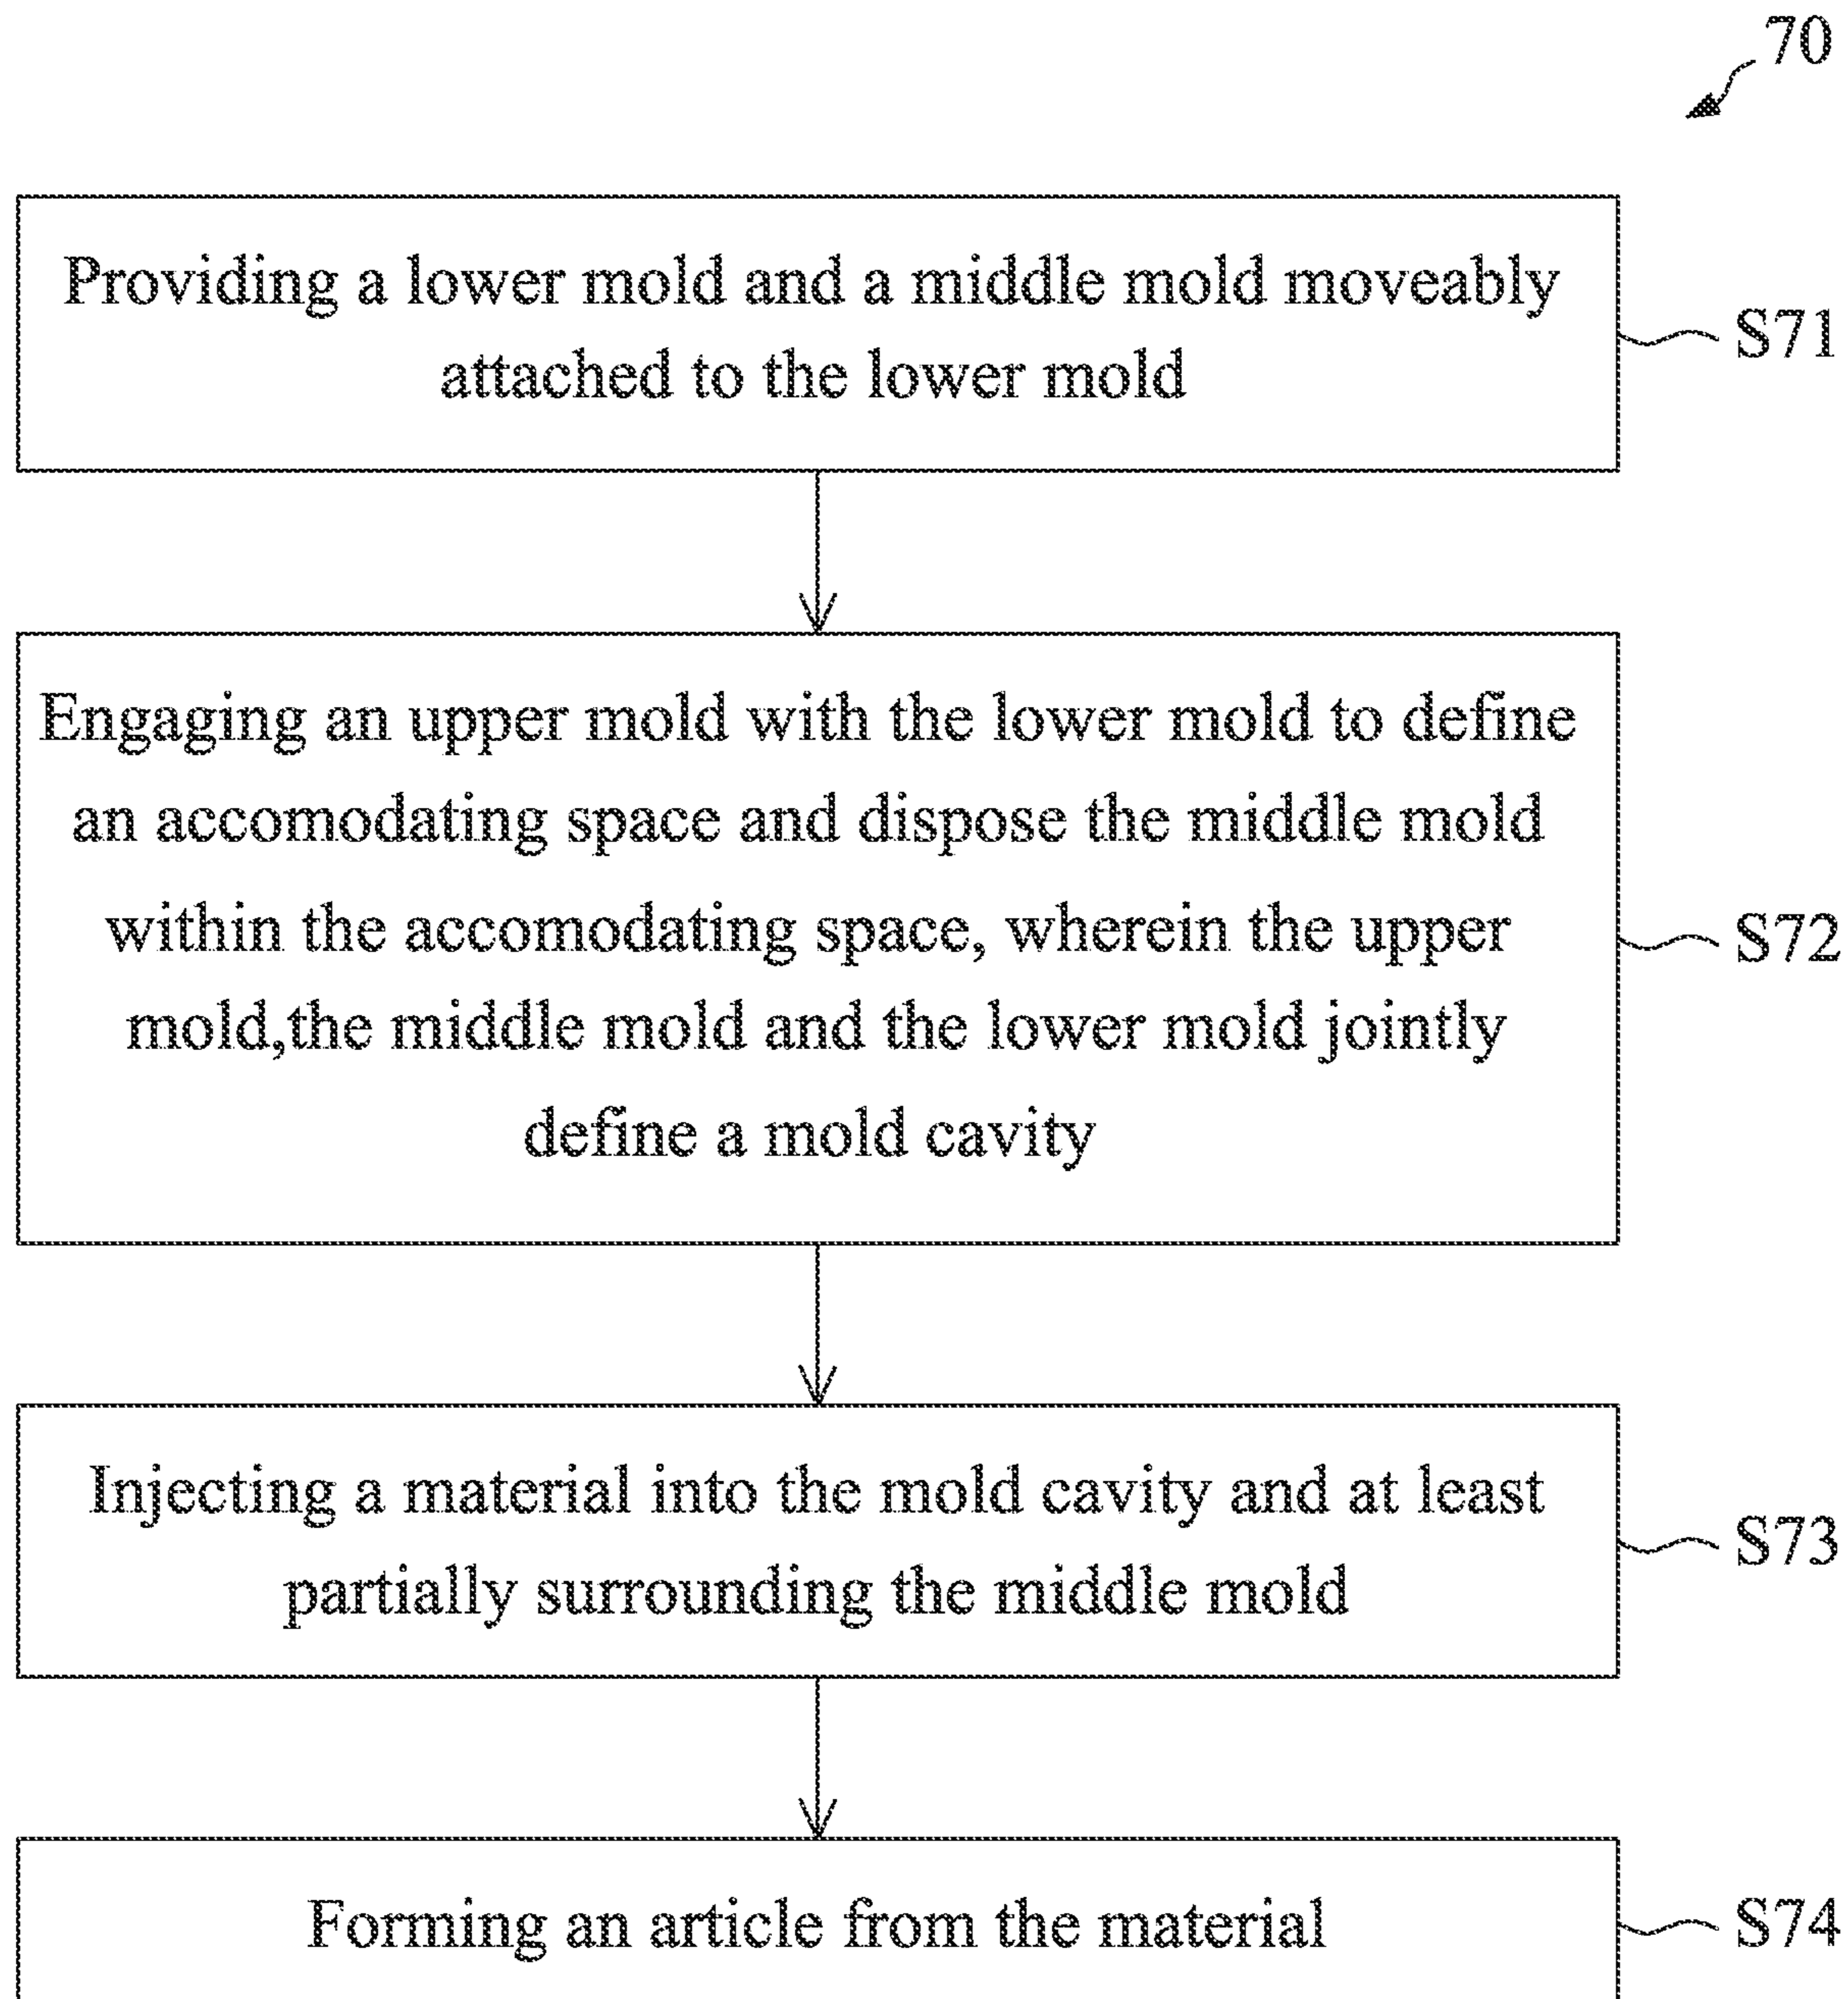 70
Providing a lower mold and a middle mold moveably
attached to the lower mold
S71
Engaging an upper mold with the lower mold to define
an accomodating space and dispose the middle mold
within the accomodating space, wherein the upper
mold,the middle mold and the lower mold jointly
define a mold cavity
S72
Injecting a material into the mold cavity and at least
partially surrounding the middle mold
S73
Forming an article from the material
S74